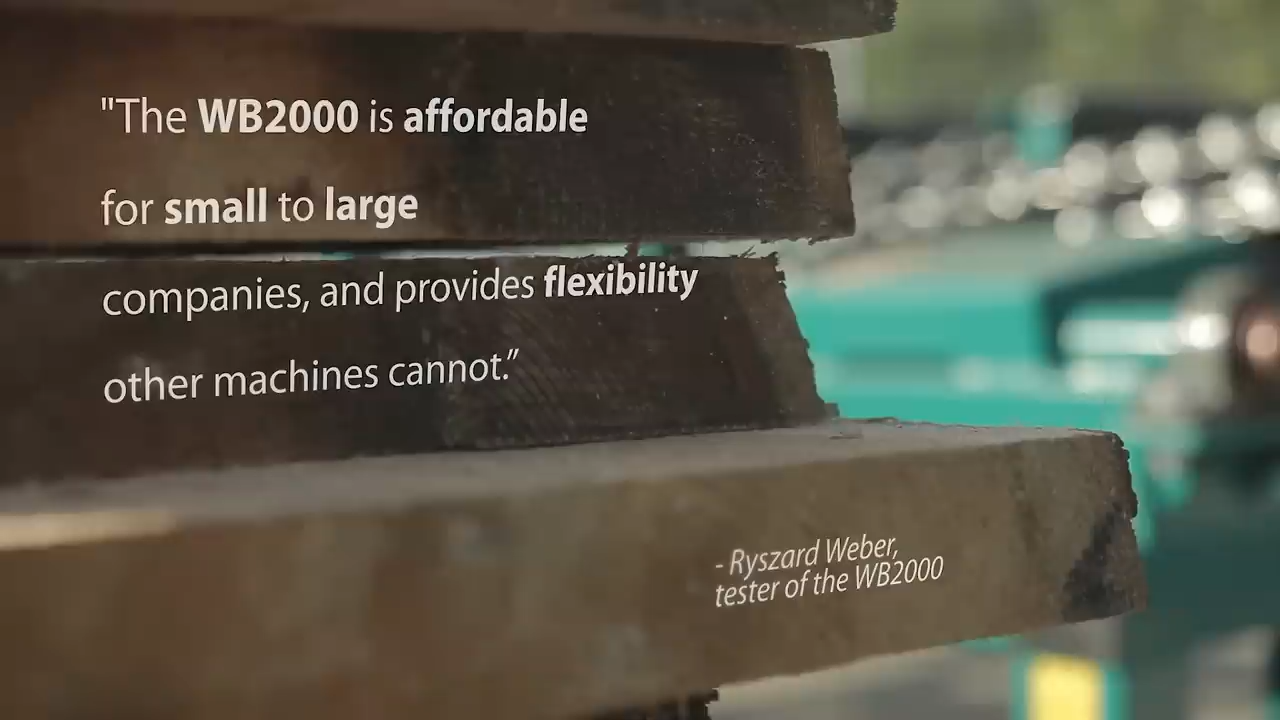 "The WB2000 is affordable
for small to large
companies, and provides flexibility
other machines cannot.”
- Ryszard Weber,
tester of the WB2000